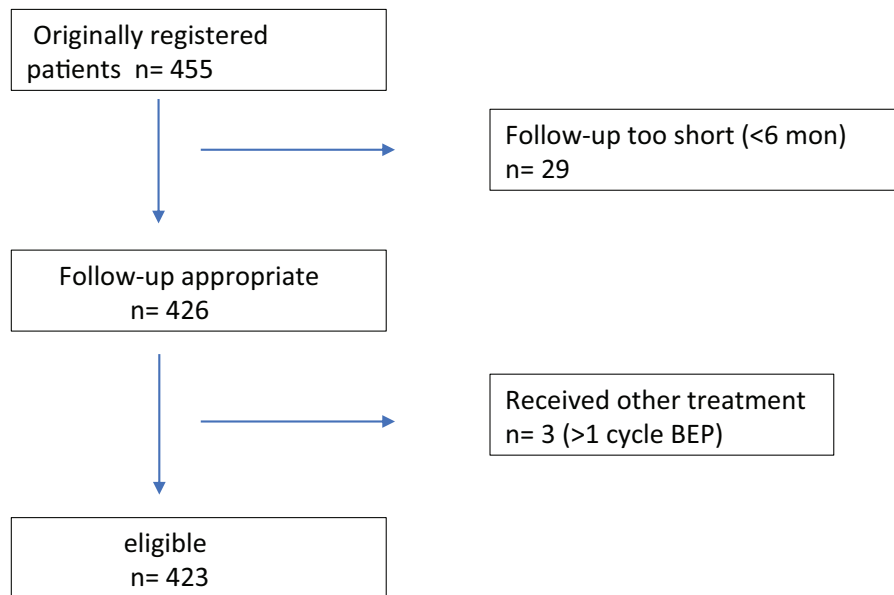 Originally registered
patients n= 455
Follow-up too short (<6 mon)
n= 29
Follow-up appropriate
n= 426
Received other treatment
n= 3 (>1 cycle BEP)
eligible
n= 423